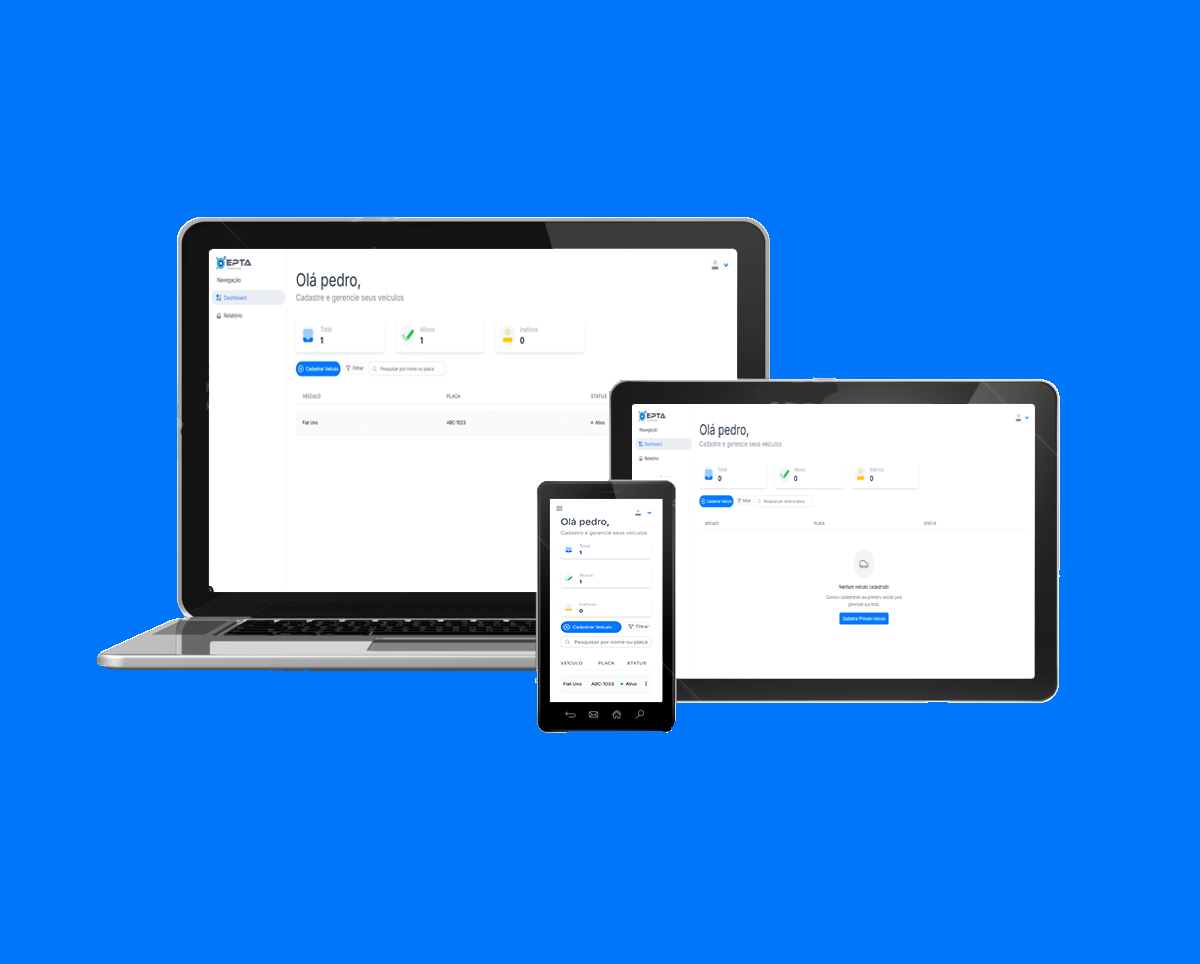 EPTA
Navegação
Dashboard
Relatório
Olá pedro,
Cadastre e gerencie seus veículos
Total
1
Ativos
1
Inativos
0
Cadastrar Veículo
Filtrar
Pesquisar por nome ou placa
VEÍCULO PLACA STATUS
Fiat Uno ABC-1D23 Ativo
EPTA
Navegação
Dashboard
Relatório
Olá pedro,
Cadastre e gerencie seus veículos
Total
0
Ativos
0
Inativos
0
Cadastrar Veículo
Filtrar
Pesquisar por nome ou placa
VEÍCULO PLACA STATUS
Nenhum veículo cadastrado
Comece cadastrando seu primeiro veículo para
gerenciar sua frota.
Cadastrar Primeiro Veículo
Olá pedro,
Cadastre e gerencie seus veículos
Total
1
Ativos
1
Inativos
0
Cadastrar Veículo
Filtrar
Pesquisar por nome ou placa
VEÍCULO PLACA STATUS
Fiat Uno ABC-1D23 Ativo